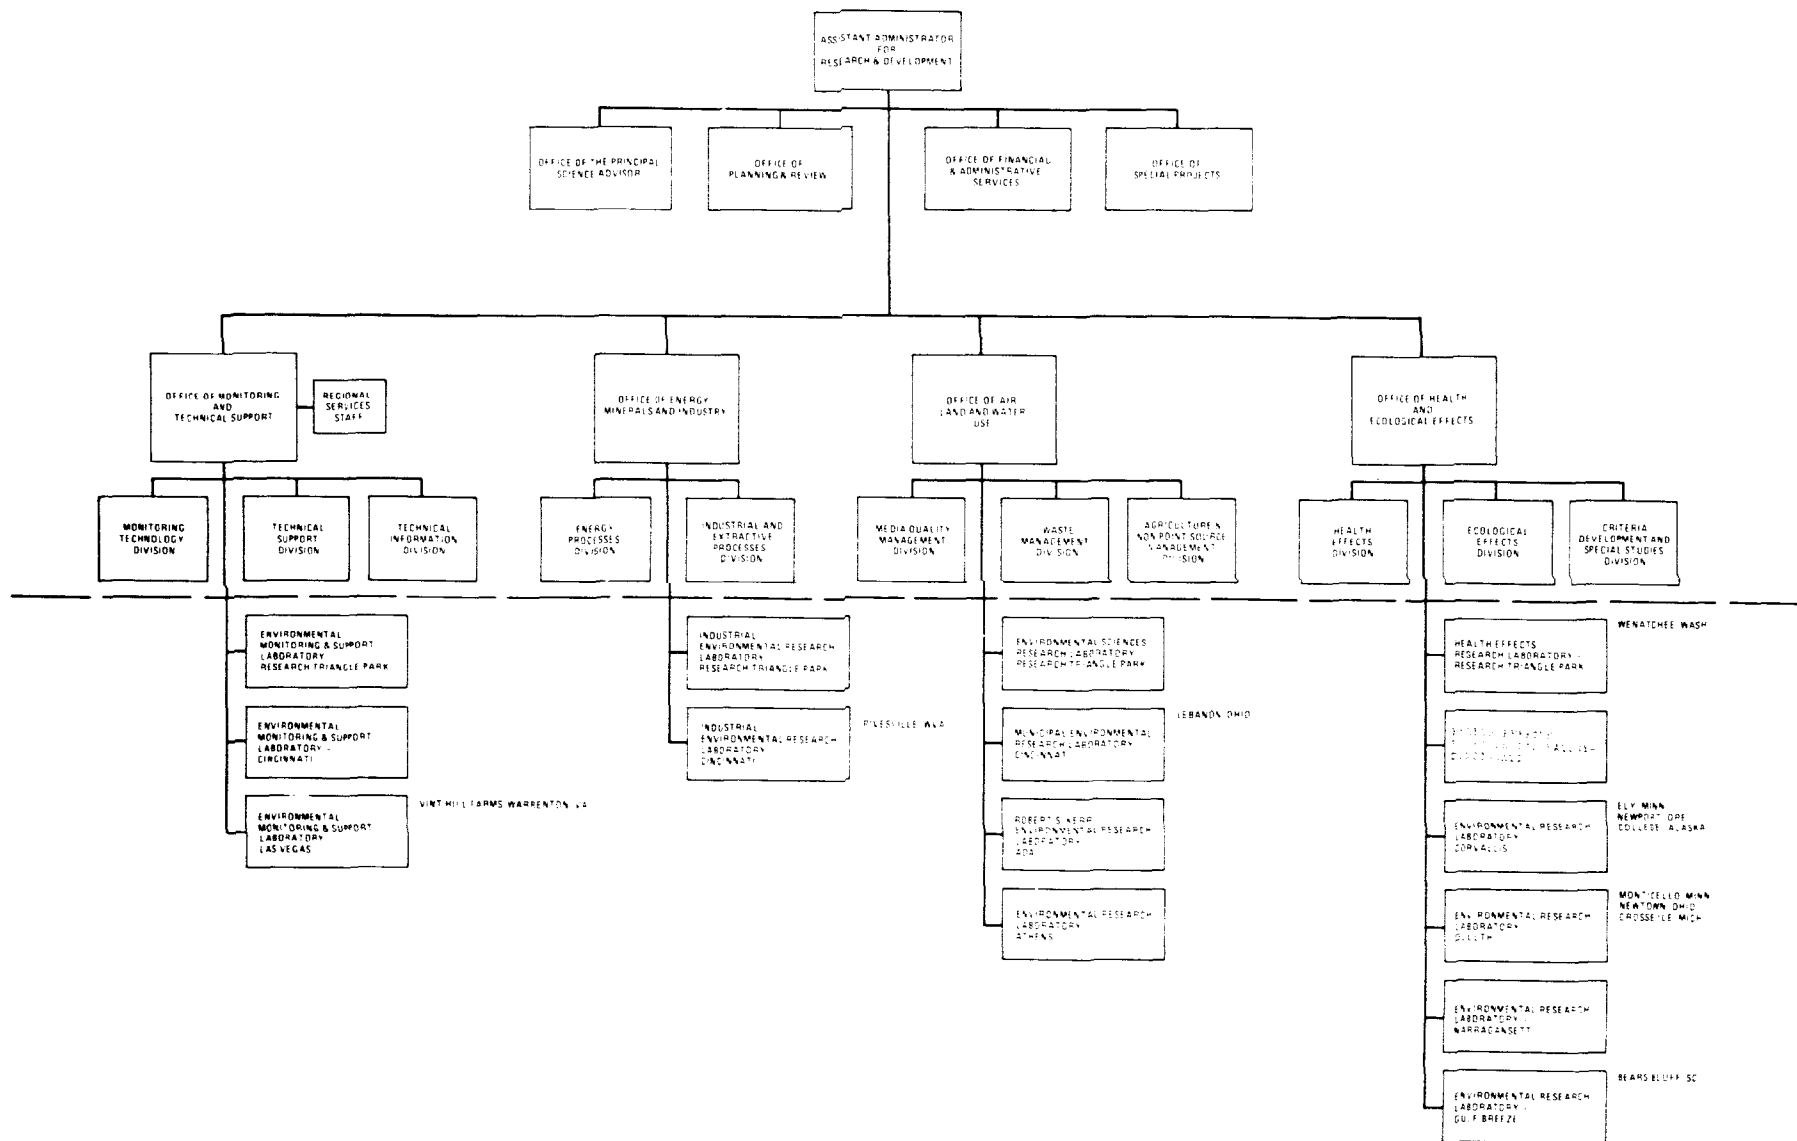 ASSISTANT ADMINISTRATOR
FOR
RESEARCH & DEVELOPMENT
OFFICE OF THE PRINCIPAL
SCIENCE ADVISOR
OFFICE OF
PLANNING & REVIEW
OFFICE OF FINANCIAL
& ADMINISTRATIVE
SERVICES
OFFICE OF
SPECIAL PROJECTS
OFFICE OF MONITORING
AND
TECHNICAL SUPPORT
REGIONAL
SERVICES
STAFF
OFFICE OF ENERGY
MINERALS AND INDUSTRY
OFFICE OF AIR
LAND AND WATER
USE
OFFICE OF HEALTH
AND
ECOLOGICAL EFFECTS
MONITORING
TECHNOLOGY
DIVISION
TECHNICAL
SUPPORT
DIVISION
TECHNICAL
INFORMATION
DIVISION
ENERGY
PROCESSES
DIVISION
INDUSTRIAL AND
EXTRACTIVE
PROCESSES
DIVISION
MEDIA QUALITY
MANAGEMENT
DIVISION
WASTE
MANAGEMENT
DIVISION
AGRICULTURE &
NON POINT SOURCE
MANAGEMENT
DIVISION
HEALTH
EFFECTS
DIVISION
ECOLOGICAL
EFFECTS
DIVISION
CRITERIA
DEVELOPMENT AND
SPECIAL STUDIES
DIVISION
ENVIRONMENTAL
MONITORING & SUPPORT
LABORATORY
RESEARCH TRIANGLE PARK
ENVIRONMENTAL
MONITORING & SUPPORT
LABORATORY -
CINCINNATI
ENVIRONMENTAL
MONITORING & SUPPORT
LABORATORY
LAS VEGAS
VINT HILL FARMS WARRENTON VA
INDUSTRIAL
ENVIRONMENTAL RESEARCH
LABORATORY
RESEARCH TRIANGLE PARK
INDUSTRIAL
ENVIRONMENTAL RESEARCH
LABORATORY
CINCINNATI
ENVIRONMENTAL SCIENCES
RESEARCH LABORATORY
RESEARCH TRIANGLE PARK
MUNICIPAL ENVIRONMENTAL
RESEARCH LABORATORY
CINCINNATI
LEBANON OHIO
ROBERT S KERR
ENVIRONMENTAL RESEARCH
LABORATORY
ADA
ENVIRONMENTAL RESEARCH
LABORATORY
ATHENS
HEALTH EFFECTS
RESEARCH LABORATORY -
RESEARCH TRIANGLE PARK
WENATCHEE WASH
ENVIRONMENTAL RESEARCH
LABORATORY
CORVALLIS
ELY MINN
NEWPORT ORE
COLLEGE ALASKA
ENVIRONMENTAL RESEARCH
LABORATORY
DULUTH
MONTICELLO MINN
NEWTOWN OHIO
GROSSE ILE MICH
ENVIRONMENTAL RESEARCH
LABORATORY -
NARRAGANSETT
ENVIRONMENTAL RESEARCH
LABORATORY -
GULF BREEZE
BEARS BLUFF SC